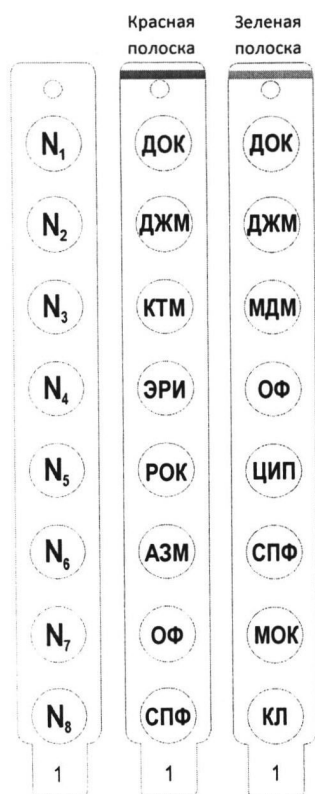 Красная Зеленая
полоска полоска
N₁ ДОК ДОК
N₂ ДЖМ ДЖМ
N₃ КТМ МДМ
N₄ ЭРИ ОФ
N₅ РОК ЦИП
N₆ АЗМ СПФ
N₇ ОФ МОК
N₈ СПФ КЛ
1 1 1